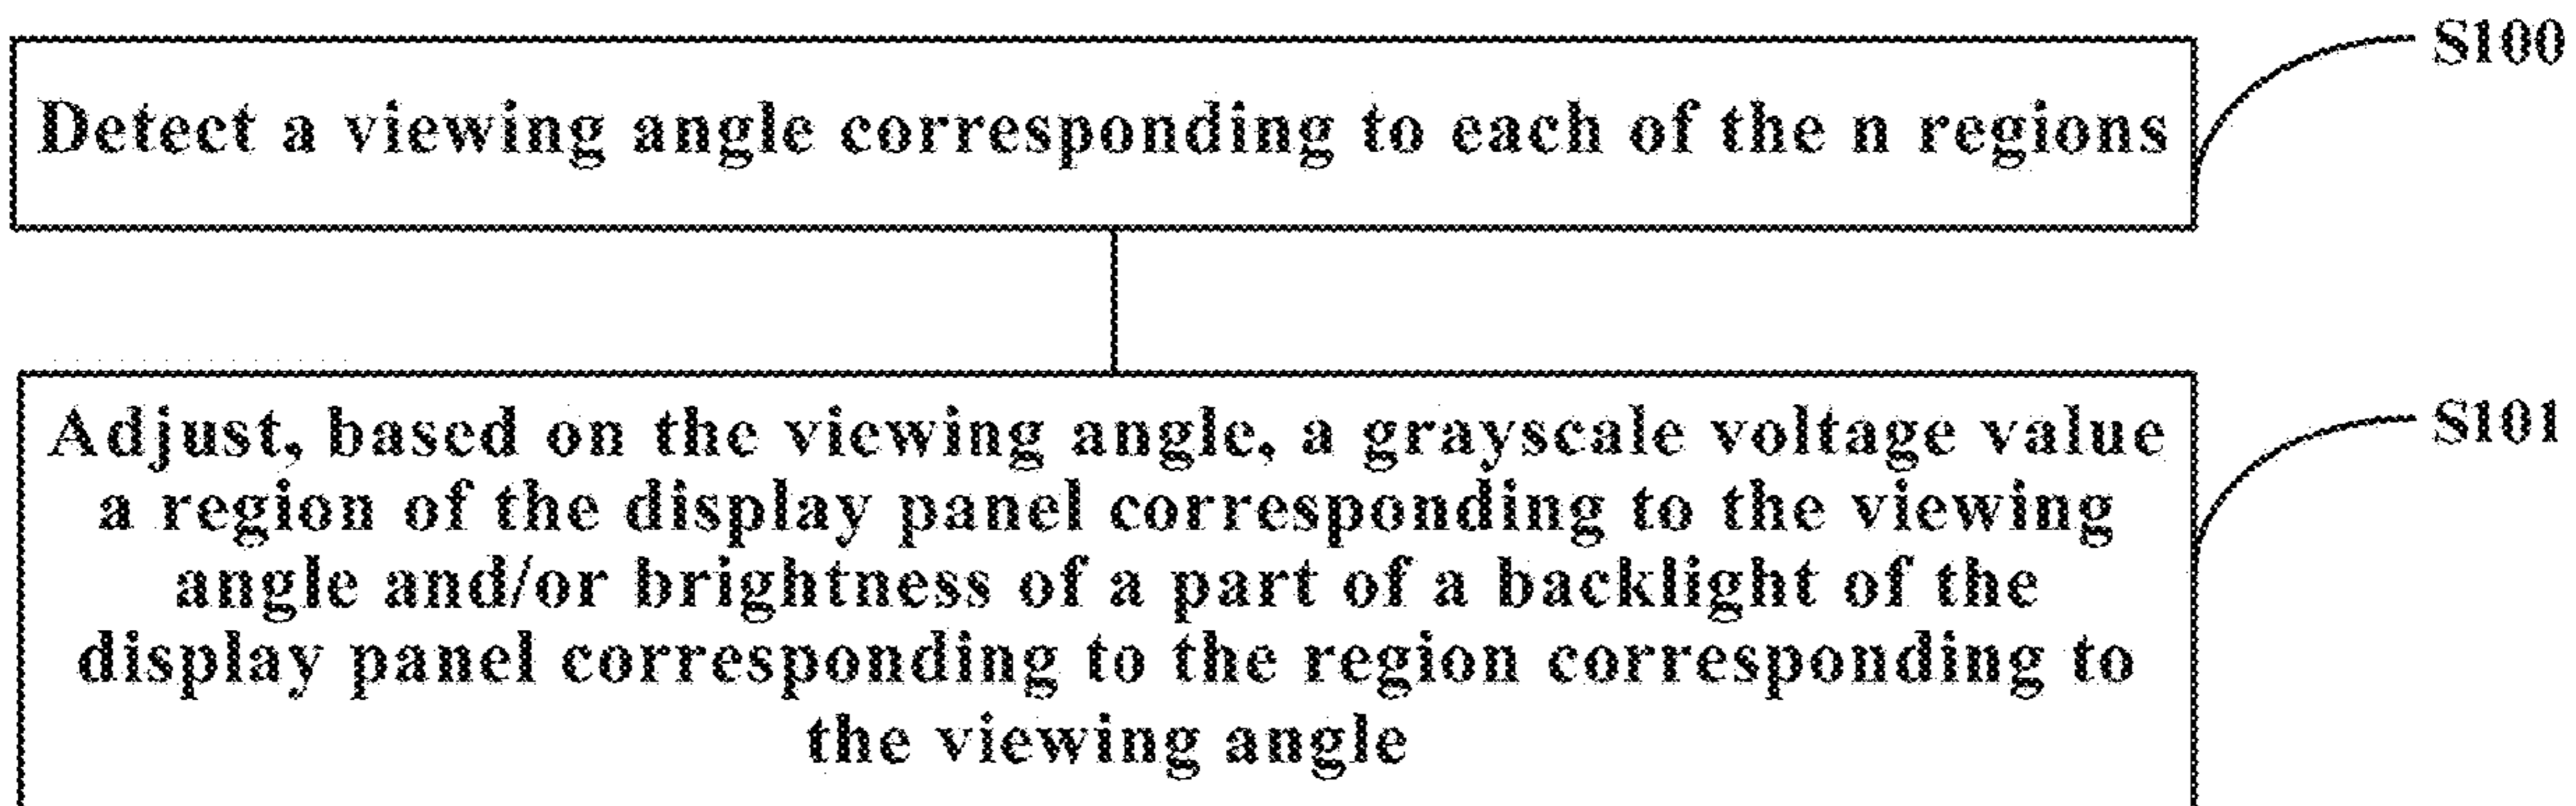 S100
Detect a viewing angle corresponding to each of the n regions
S101
Adjust, based on the viewing angle, a grayscale voltage value
a region of the display panel corresponding to the viewing
angle and/or brightness of a part of a backlight of the
display panel corresponding to the region corresponding to
the viewing angle